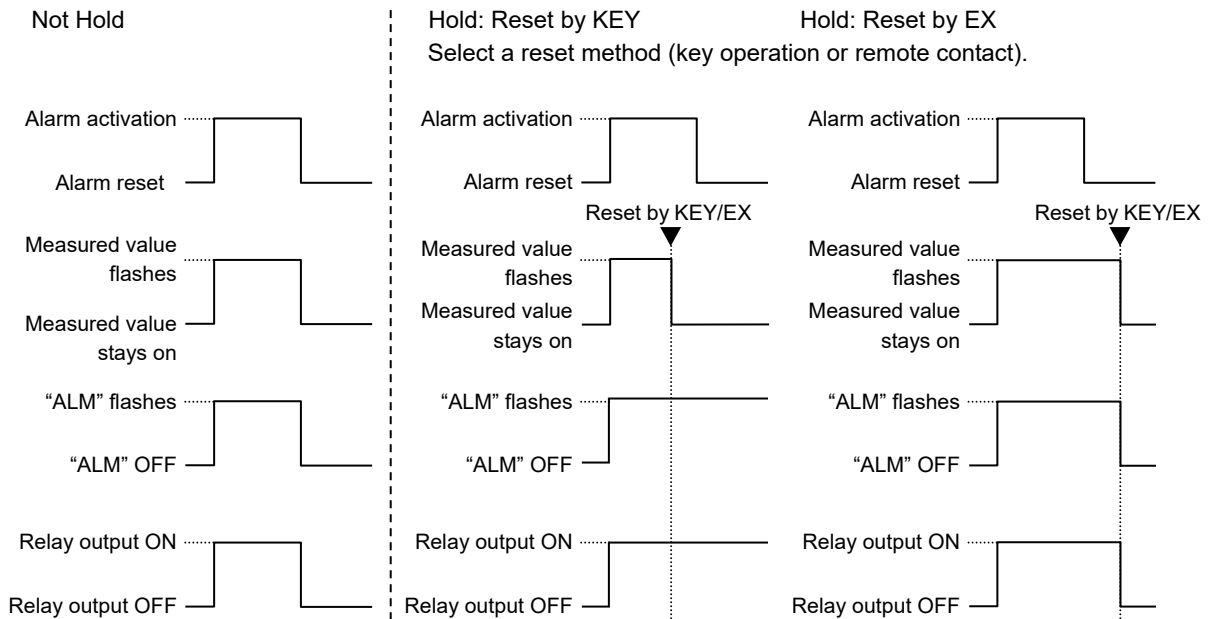 Not Hold
Hold: Reset by KEY
Hold: Reset by EX
Select a reset method (key operation or remote contact).
Alarm activation
Alarm reset
Measured value
flashes
Measured value
stays on
“ALM” flashes
“ALM” OFF
Relay output ON
Relay output OFF
Alarm activation
Alarm reset
Reset by KEY/EX
Measured value
flashes
Measured value
stays on
“ALM” flashes
“ALM” OFF
Relay output ON
Relay output OFF
Alarm activation
Alarm reset
Reset by KEY/EX
Measured value
flashes
Measured value
stays on
“ALM” flashes
“ALM” OFF
Relay output ON
Relay output OFF